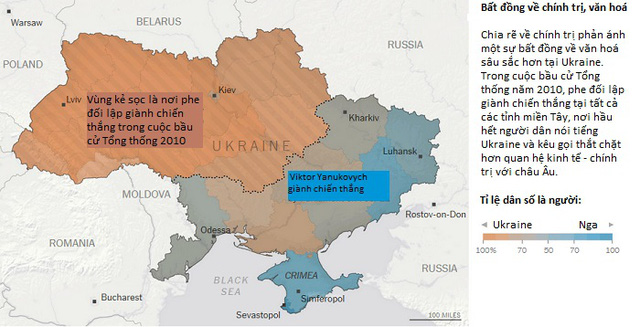 Warsaw
BELARUS
RUSSIA
POLAND
Lviv
Kiev
Vùng kẻ sọc là nơi phe
đối lập giành chiến
thắng trong cuộc bầu
cử Tổng thống 2010
UKRAINE
Kharkiv
Luhansk
Viktor Yanukovych
giành chiến thắng
MOLDOVA
Odessa
Rostov-on-Don
ROMANIA
RUSSIA
BLACK
SEA
CRIMEA
Simferopol
Sevastopol
Bucharest
100 MILES
Bất đồng về chính trị, văn hoá
Chia rẽ về chính trị phản ánh
một sự bất đồng về văn hoá
sâu sắc hơn tại Ukraine.
Trong cuộc bầu cử Tổng
thống năm 2010, phe đối lập
giành chiến thắng tại tất cả
các tỉnh miền Tây, nơi hầu
hết người dân nói tiếng
Ukraine và kêu gọi thắt chặt
hơn quan hệ kinh tế - chính
trị với châu Âu.
Tỉ lệ dân số là người:
Ukraine Nga
100% 70 50 70 100